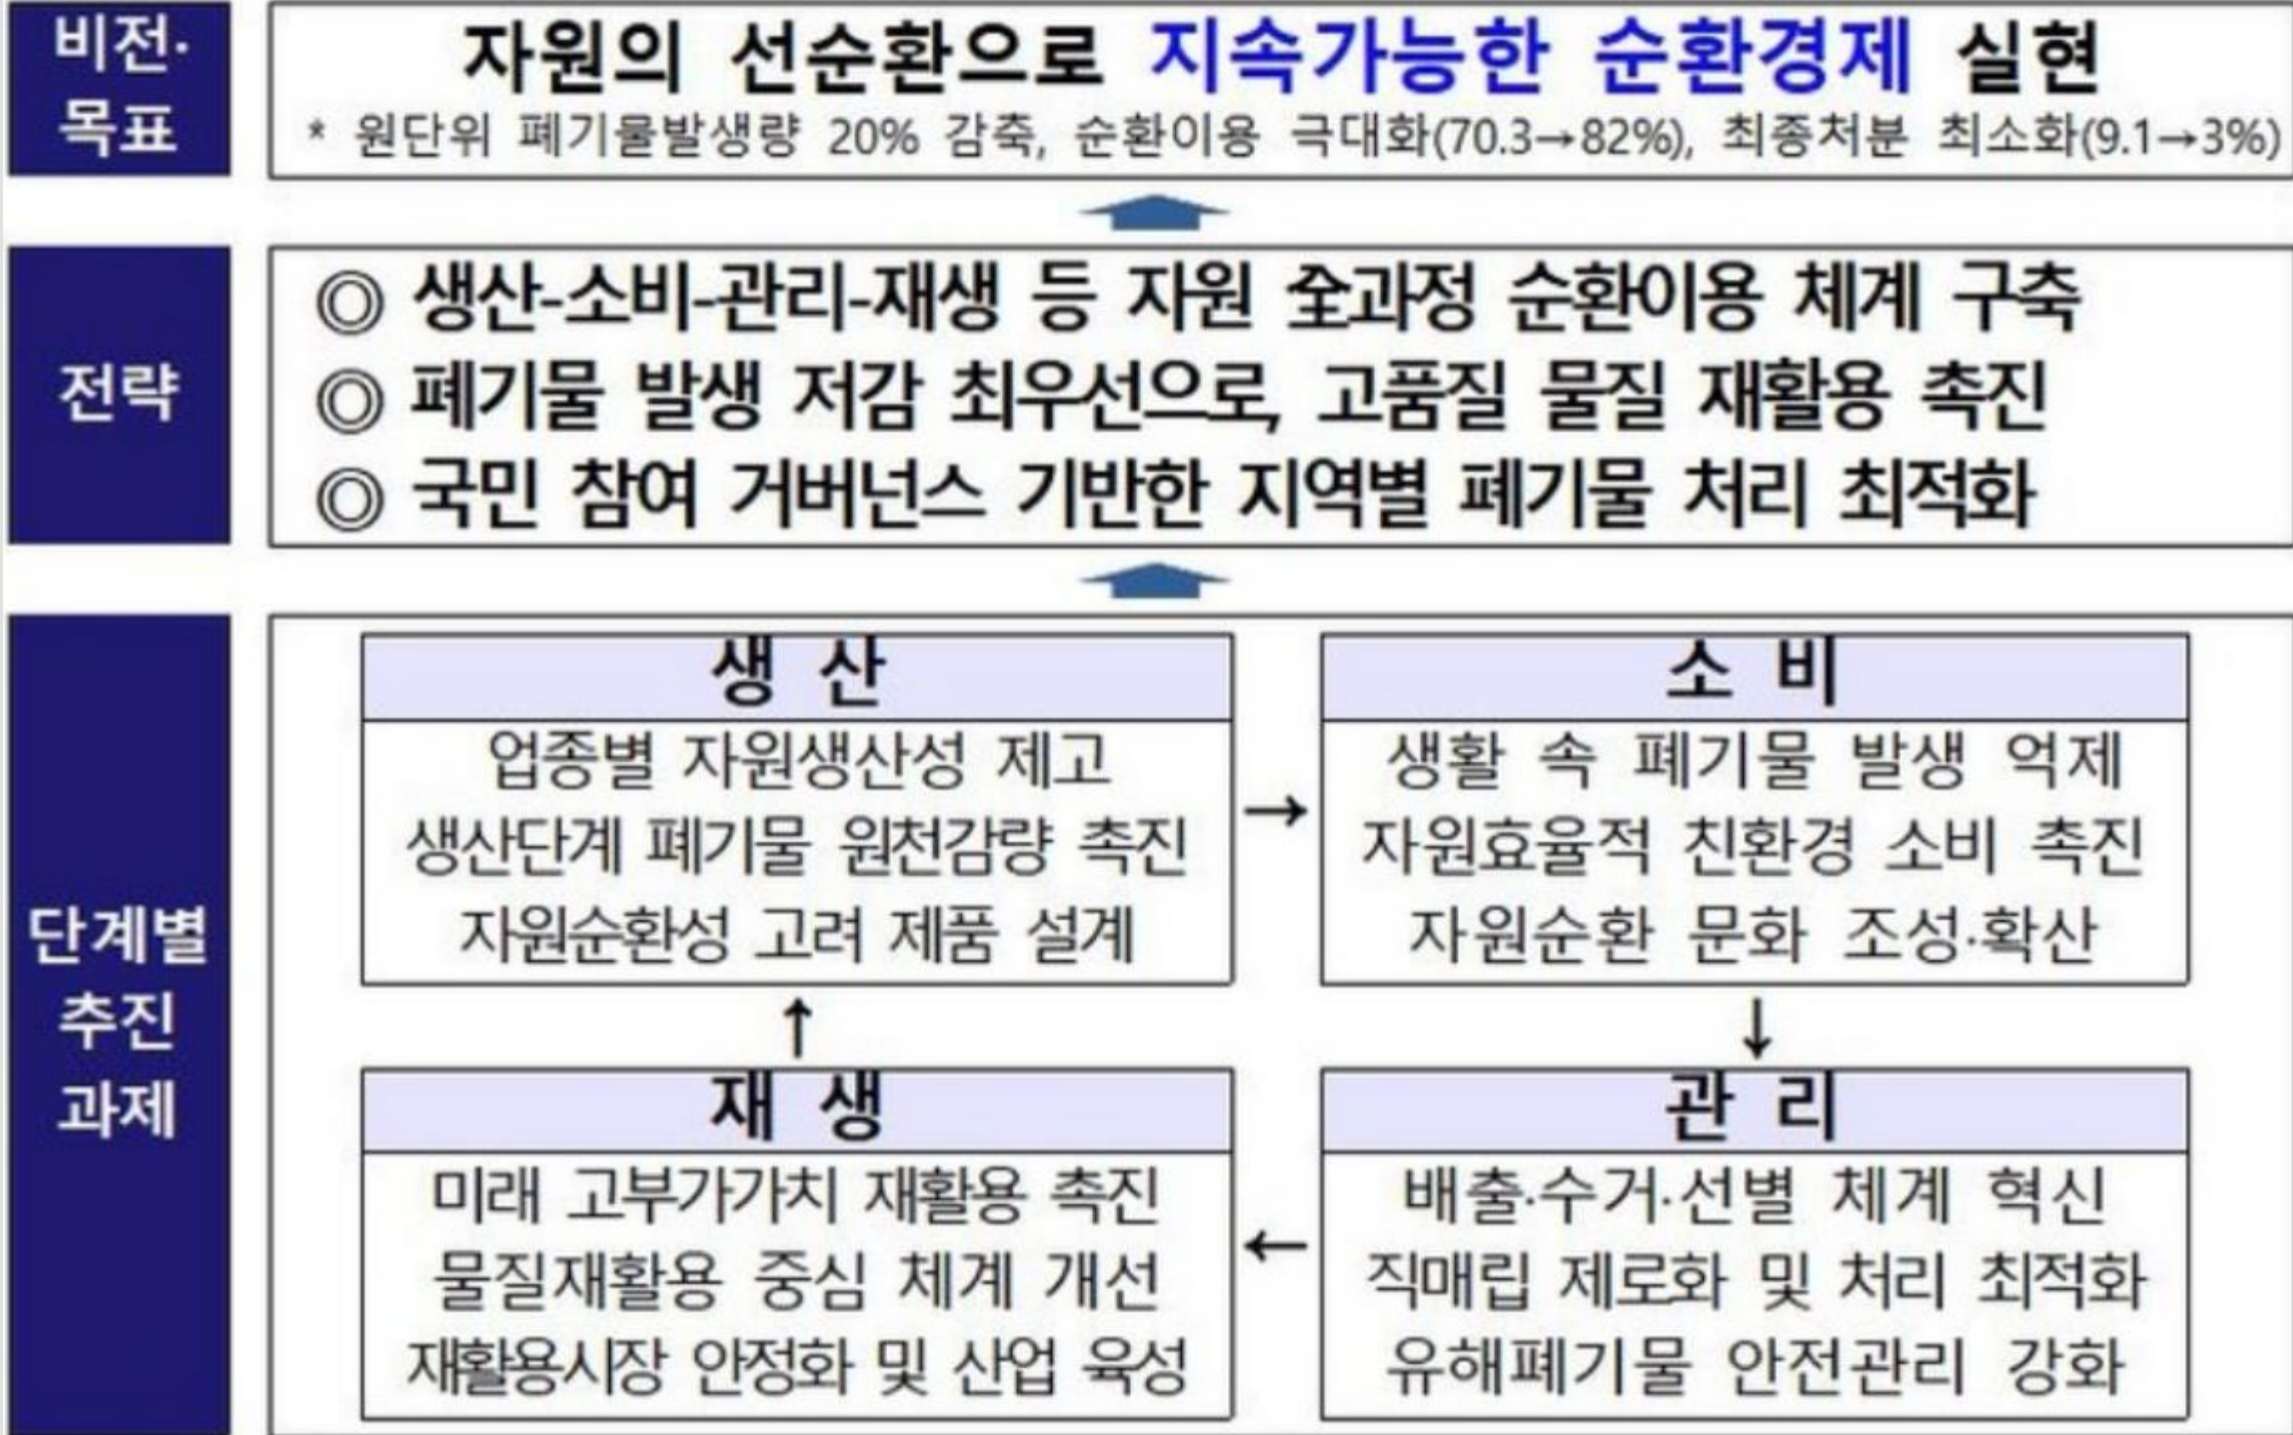 비전·
목표
자원의 선순환으로 지속가능한 순환경제 실현
* 원단위 폐기물발생량 20% 감축, 순환이용 극대화(70.3→82%), 최종처분 최소화(9.1→3%)
전략
◎ 생산-소비-관리-재생 등 자원 全과정 순환이용 체계 구축
◎ 폐기물 발생 저감 최우선으로, 고품질 물질 재활용 촉진
◎ 국민 참여 거버넌스 기반한 지역별 폐기물 처리 최적화
단계별
추진
과제
생 산
업종별 자원생산성 제고
생산단계 폐기물 원천감량 촉진
자원순환성 고려 제품 설계
→
소 비
생활 속 폐기물 발생 억제
자원효율적 친환경 소비 촉진
자원순환 문화 조성·확산
↑
↓
재 생
미래 고부가가치 재활용 촉진
물질재활용 중심 체계 개선
재활용시장 안정화 및 산업 육성
←
관 리
배출·수거·선별 체계 혁신
직매립 제로화 및 처리 최적화
유해폐기물 안전관리 강화